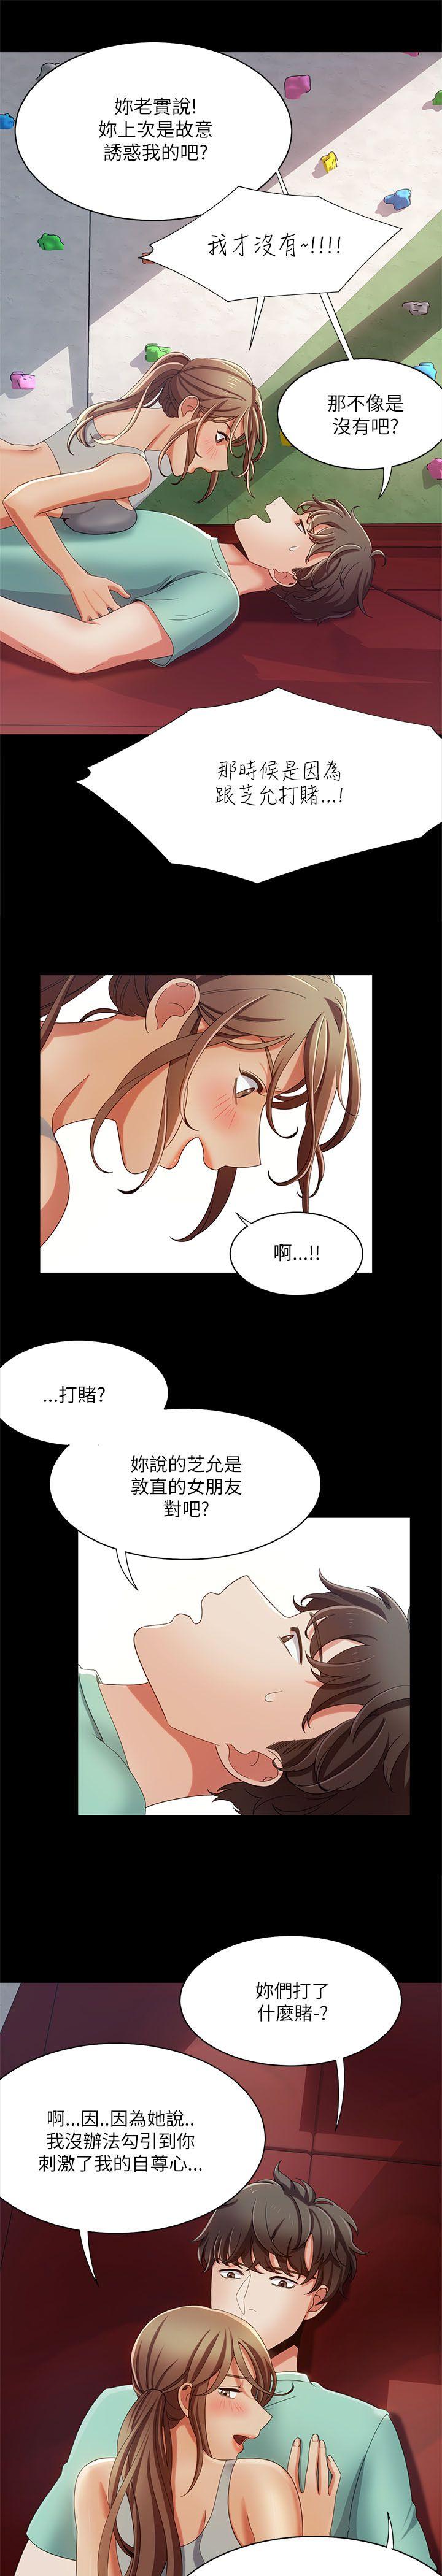 妳老實說!
妳上次是故意
誘惑我的吧?
我才沒有~!!!!
那不像是
沒有吧?
那時候是因為
跟芝允打賭...!
啊...!!
...打賭?
妳說的芝允是
敦直的女朋友
對吧?
妳們打了
什麼賭-?
啊...因..因為她說..
我沒辦法勾引到你
刺激了我的自尊心...